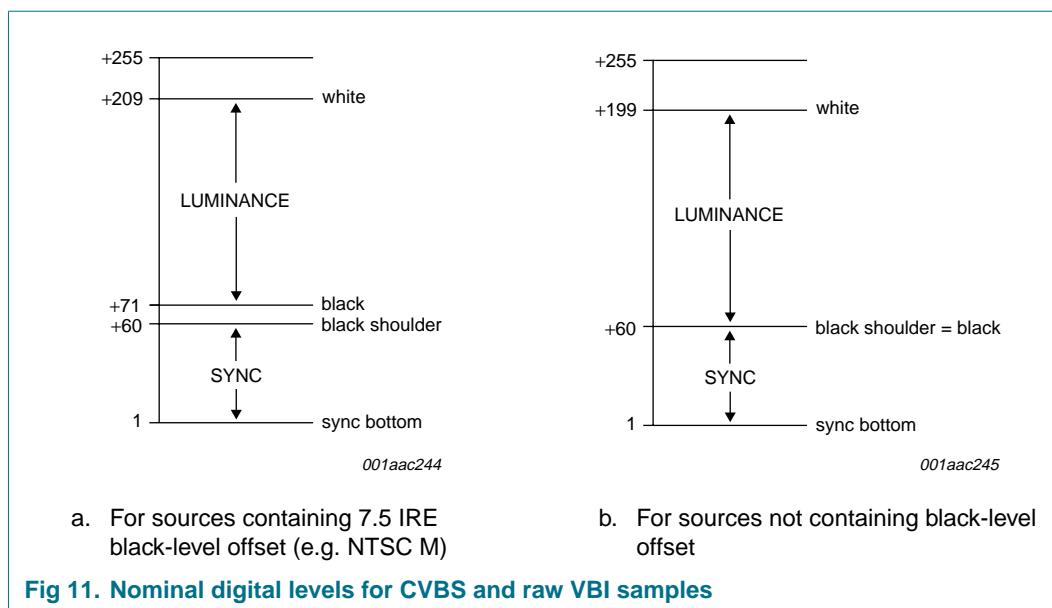 +255
+209
white
LUMINANCE
+71
black
+60
black shoulder
SYNC
1
sync bottom
001aac244
+255
+199
white
LUMINANCE
+60
black shoulder = black
SYNC
1
sync bottom
001aac245
a. For sources containing 7.5 IRE
black-level offset (e.g. NTSC M)
b. For sources not containing black-level
offset
Fig 11. Nominal digital levels for CVBS and raw VBI samples